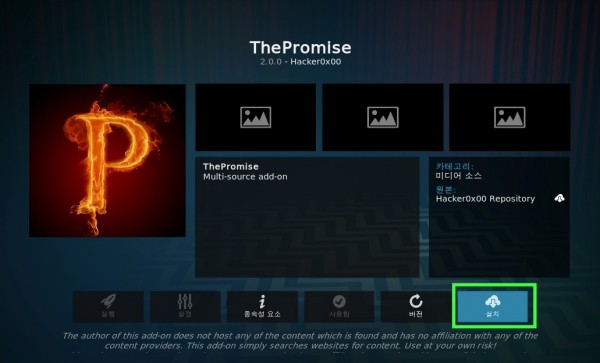 ThePromise
2.0.0 - Hacker0x00
P
ThePromise
Multi-source add-on
카테고리:
미디어 소스
원본:
Hacker0x00 Repository
실행
설정
종속성 요소
사용함
버전
설치
The author of this add-on does not host any of the content which is found and has no affiliation with any of the
content providers. This add-on simply searches websites for content. Use at your own risk!